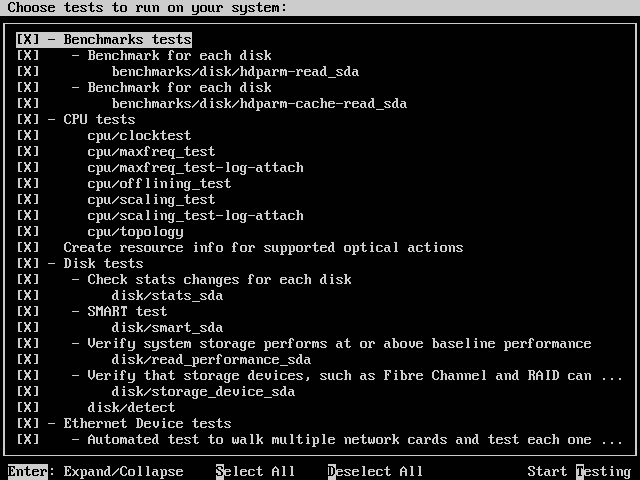 Choose tests to run on your system:
[X] - Benchmarks tests
[X] - Benchmark for each disk
[X] benchmarks/disk/hdparm-read_sda
[X] - Benchmark for each disk
[X] benchmarks/disk/hdparm-cache-read_sda
[X] - CPU tests
[X] cpu/clocktest
[X] cpu/maxfreq_test
[X] cpu/maxfreq_test-log-attach
[X] cpu/offlining_test
[X] cpu/scaling_test
[X] cpu/scaling_test-log-attach
[X] cpu/topology
[X] Create resource info for supported optical actions
[X] - Disk tests
[X] - Check stats changes for each disk
[X] disk/stats_sda
[X] - SMART test
[X] disk/smart_sda
[X] - Verify system storage performs at or above baseline performance
[X] disk/read_performance_sda
[X] - Verify that storage devices, such as Fibre Channel and RAID can ...
[X] disk/storage_device_sda
[X] disk/detect
[X] - Ethernet Device tests
[X] - Automated test to walk multiple network cards and test each one ...
Enter: Expand/Collapse Select All Deselect All Start Testing